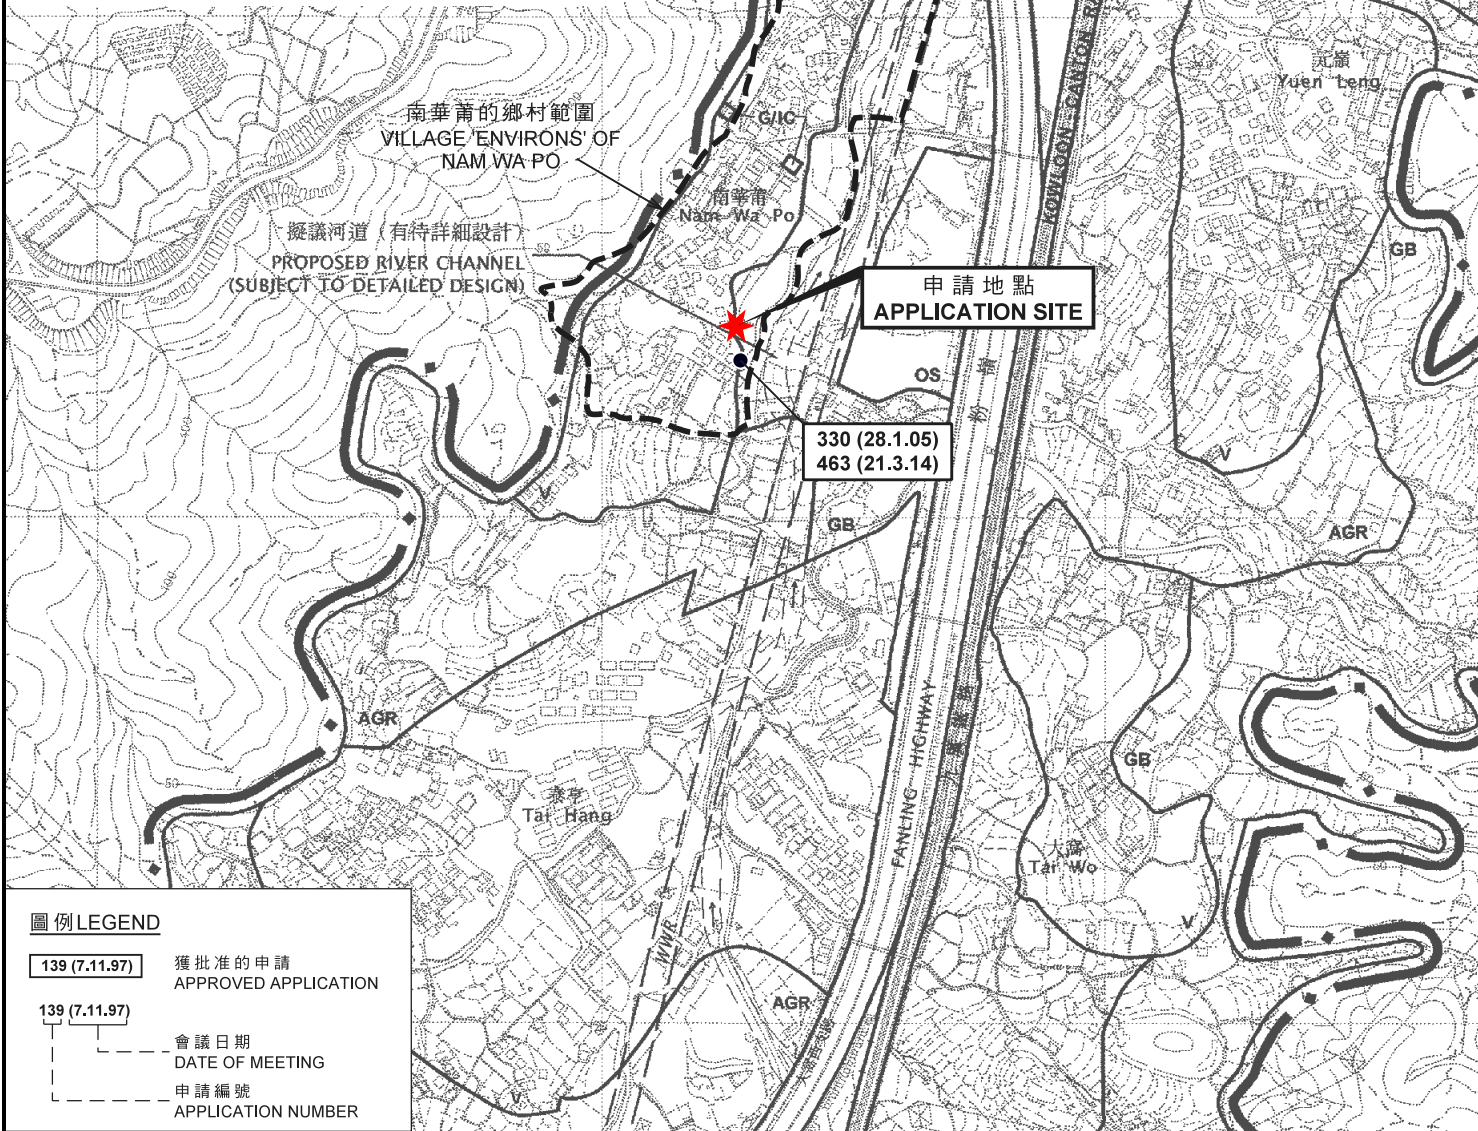 南華莆的鄉村範圍
VILLAGE 'ENVIRONS' OF
NAM WA PO
G/IC
元嶺
Yuen Leng
KOWLOON-CANTON R
南華莆
Nam Wa Po
擬議河道(有待詳細設計)
PROPOSED RIVER CHANNEL
(SUBJECT TO DETAILED DESIGN)
50
GB
申請地點
APPLICATION SITE
OS
粉嶺
330 (28.1.05)
463 (21.3.14)
V
V
GB
AGR
100
AGR
FANLING HIGHWAY
GB
50
泰亨
Tai Hang
大窩
Tai Wo
V
WWR
AGR
V
圖例 LEGEND
139 (7.11.97)
獲批准的申請
APPROVED APPLICATION
139 (7.11.97)
會議日期
DATE OF MEETING
申請編號
APPLICATION NUMBER